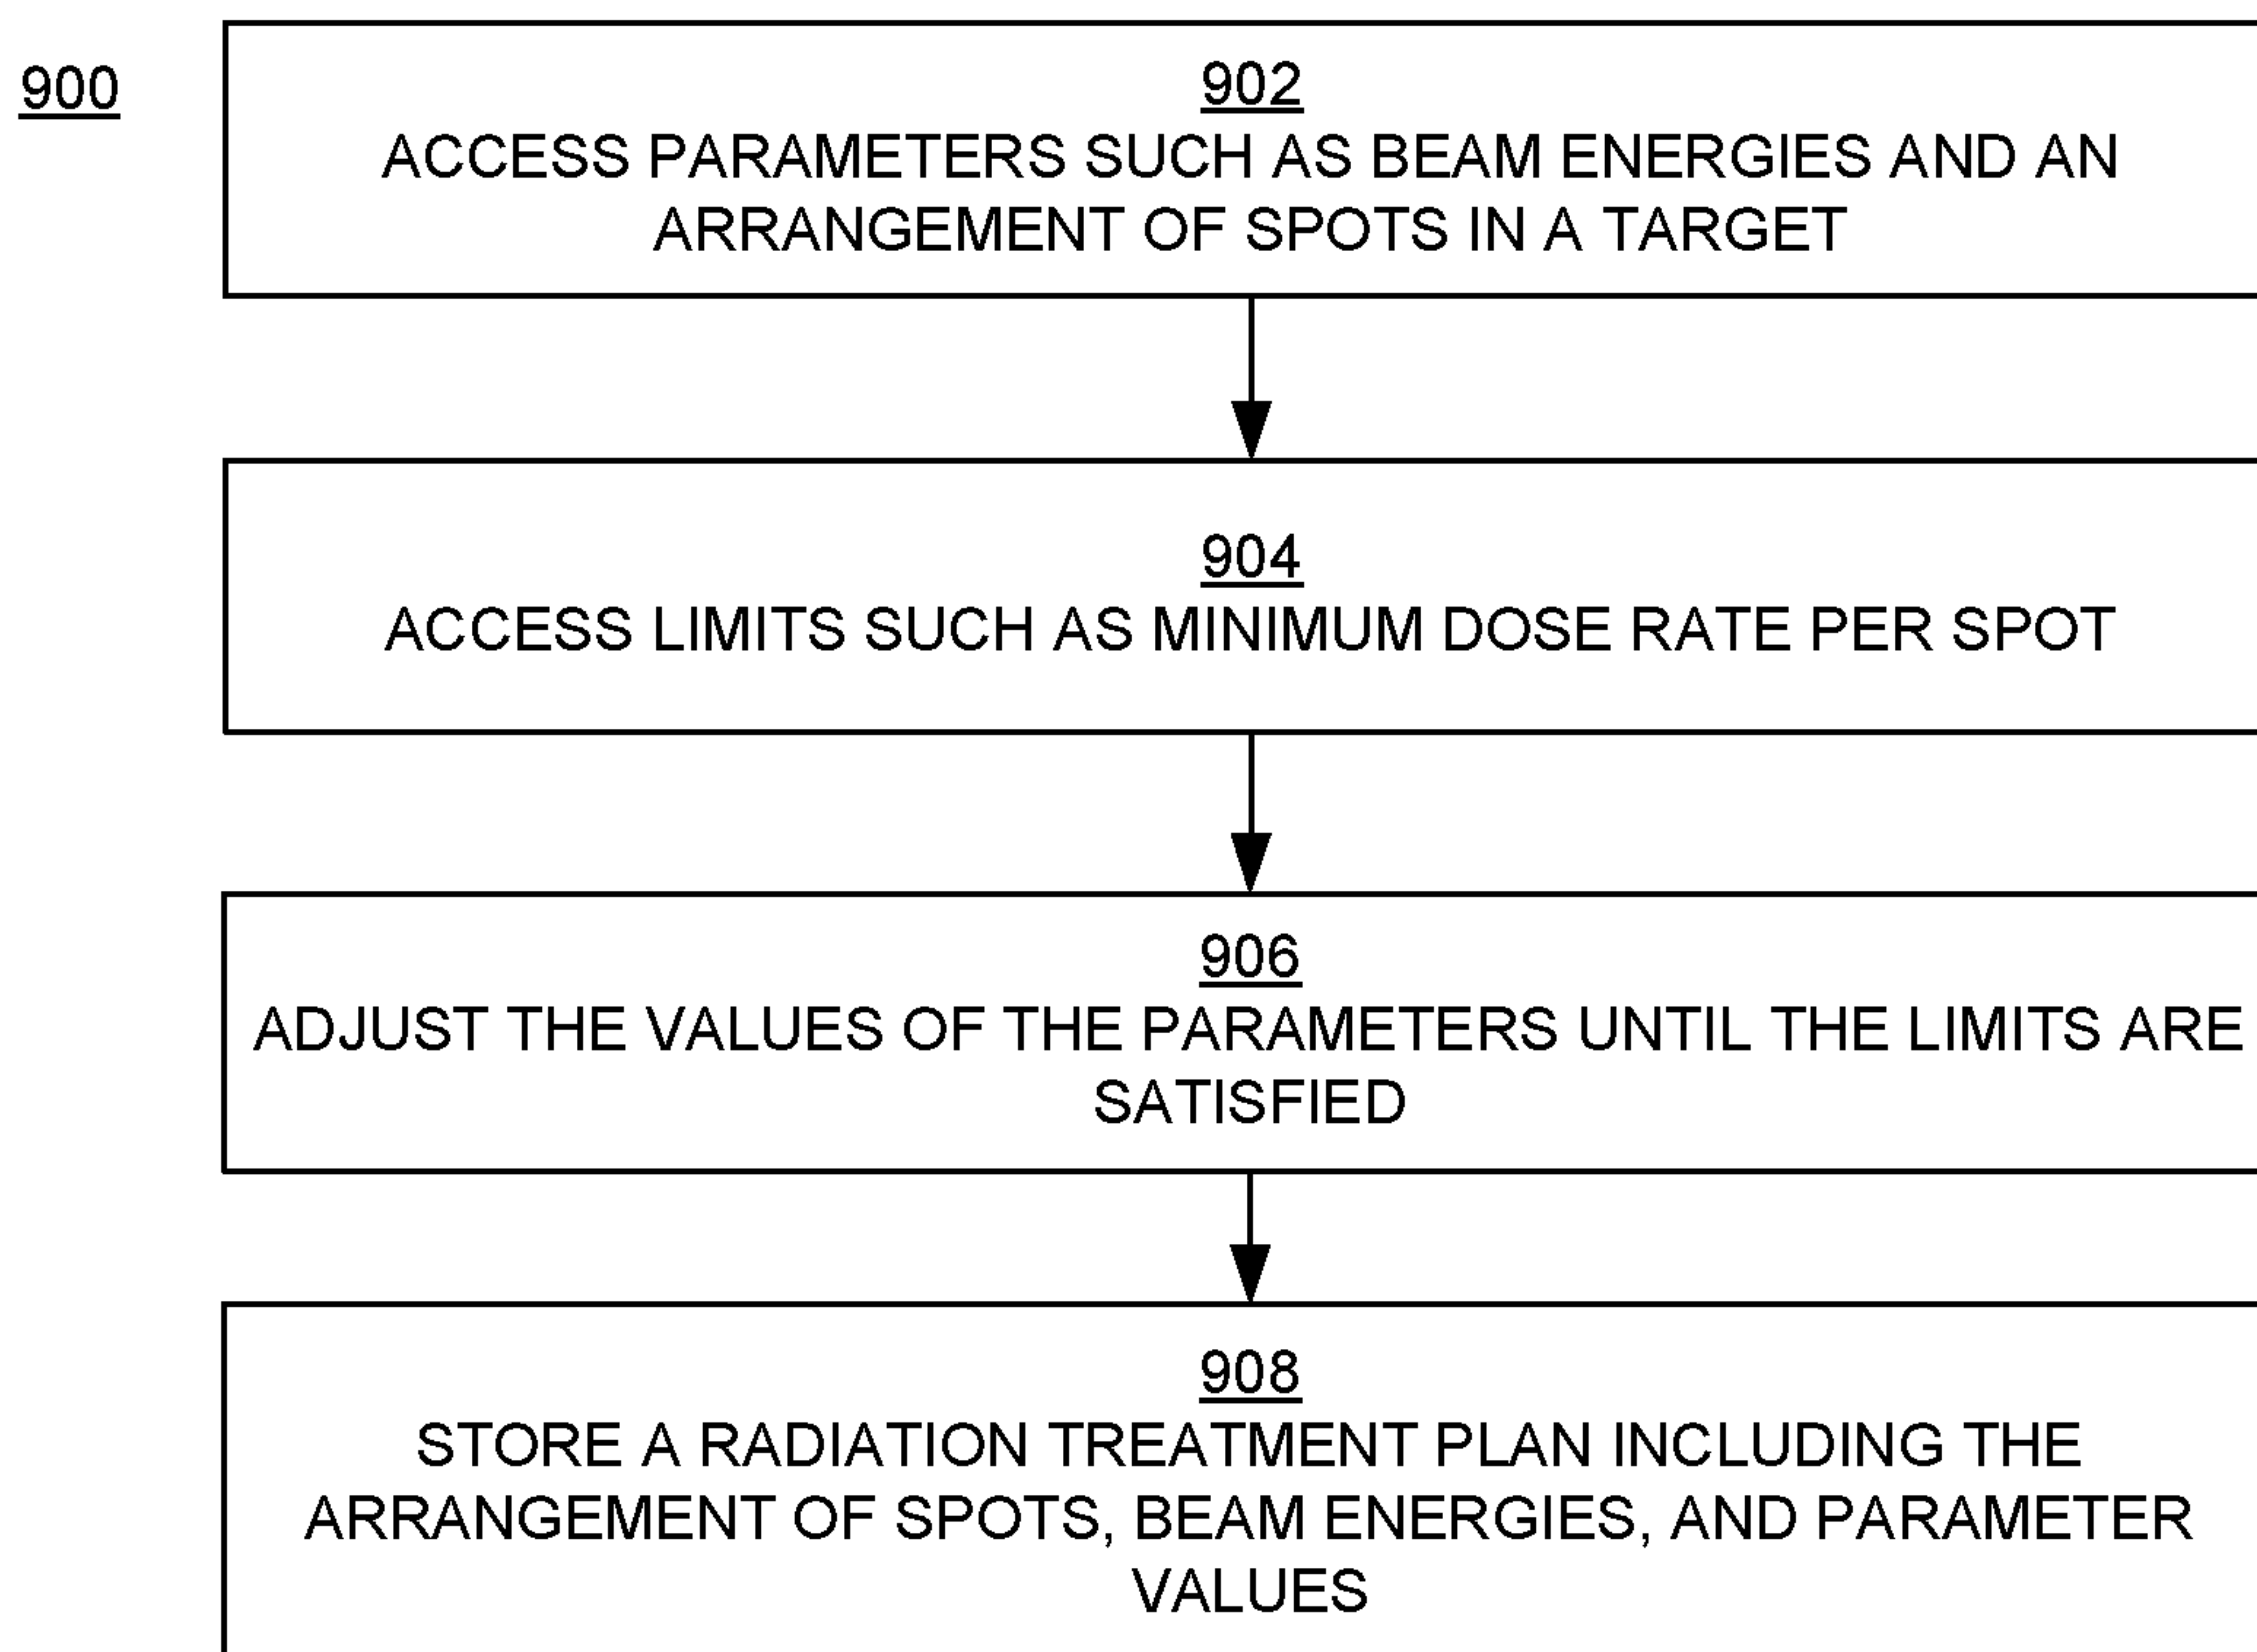 900
902
ACCESS PARAMETERS SUCH AS BEAM ENERGIES AND AN
ARRANGEMENT OF SPOTS IN A TARGET
904
ACCESS LIMITS SUCH AS MINIMUM DOSE RATE PER SPOT
906
ADJUST THE VALUES OF THE PARAMETERS UNTIL THE LIMITS ARE
SATISFIED
908
STORE A RADIATION TREATMENT PLAN INCLUDING THE
ARRANGEMENT OF SPOTS, BEAM ENERGIES, AND PARAMETER
VALUES